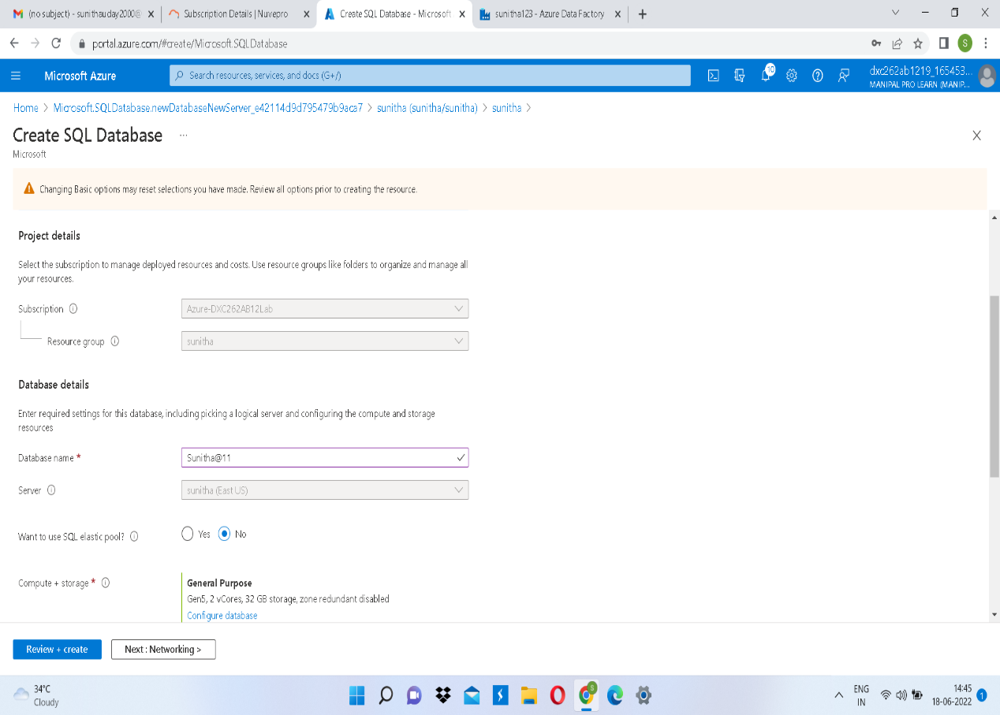 (no subject) - sunithauday2000@
Subscription Details | Nuvepro
Create SQL Database - Microsoft
sunitha123 - Azure Data Factory
portal.azure.com/#create/Microsoft.SQLDatabase
S
Microsoft Azure
Search resources, services, and docs (G+/)
10
dxc262ab1219_165453...
MANIPAL PRO LEARN (MANIP...
Home > Microsoft.SQLDatabase.newDatabaseNewServer_e42114d9d795479b9aca7 > sunitha (sunitha/sunitha) > sunitha >
Create SQL Database ...
Microsoft
Changing Basic options may reset selections you have made. Review all options prior to creating the resource.
Project details
Select the subscription to manage deployed resources and costs. Use resource groups like folders to organize and manage all
your resources.
Subscription
Azure-DXC262AB12Lab
Resource group
sunitha
Database details
Enter required settings for this database, including picking a logical server and configuring the compute and storage
resources
Database name *
Sunitha@11
Server
sunitha (East US)
Want to use SQL elastic pool?
Yes No
Compute + storage *
General Purpose
Gen5, 2 vCores, 32 GB storage, zone redundant disabled
Configure database
Review + create
Next : Networking >
34°C
Cloudy
S
ENG
IN
14:45
18-06-2022
1